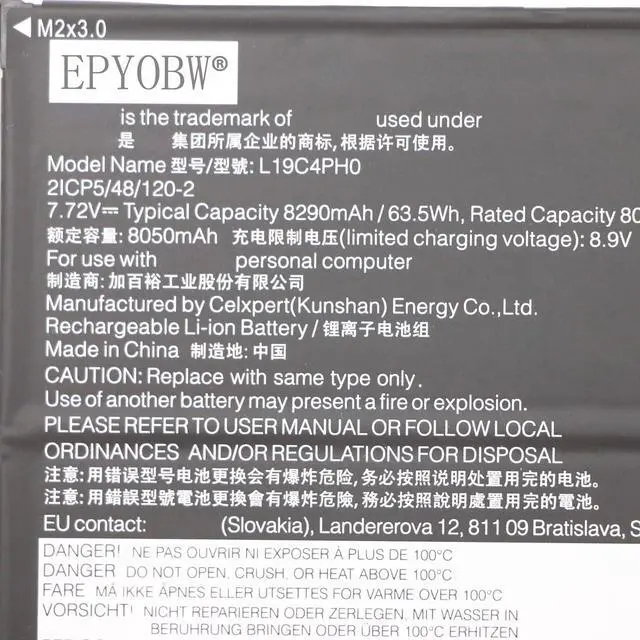 M2x3.0
EPYOBW®
is the trademark of used under
是 集团所属企业的商标, 根据许可使用。
Model Name 型号/型號: L19C4PH0
2ICP5/48/120-2
7.72V⎓ Typical Capacity 8290mAh / 63.5Wh, Rated Capacity 80
额定容量: 8050mAh 充电限制电压(limited charging voltage): 8.9V
For use with personal computer
制造商: 加百裕工业股份有限公司
Manufactured by Celxpert(Kunshan) Energy Co.,Ltd.
Rechargeable Li-ion Battery / 锂离子电池组
Made in China 制造地: 中国
CAUTION: Replace with same type only.
Use of another battery may present a fire or explosion.
PLEASE REFER TO USER MANUAL OR FOLLOW LOCAL
ORDINANCES AND/OR REGULATIONS FOR DISPOSAL
注意: 用错误型号电池更换会有爆炸危险, 务必按照说明处置用完的电池。
注意: 用錯誤型號電池更換會有爆炸危險, 務必按照說明處置用完的電池。
EU contact: (Slovakia), Landererova 12, 811 09 Bratislava, S
DANGER! NE PAS OUVRIR NI EXPOSER À PLUS DE 100°C
DANGER DO NOT OPEN, CRUSH, OR HEAT ABOVE 100°C
FARE MÅ IKKE ÅPNES ELLER UTSETTES FOR VARME OVER 100°C
VORSICHT! NICHT REPARIEREN ODER ZERLEGEN, MIT WASSER IN
BERÜHRUNG BRINGEN ODER ÜBER 100°C ERHITZEN